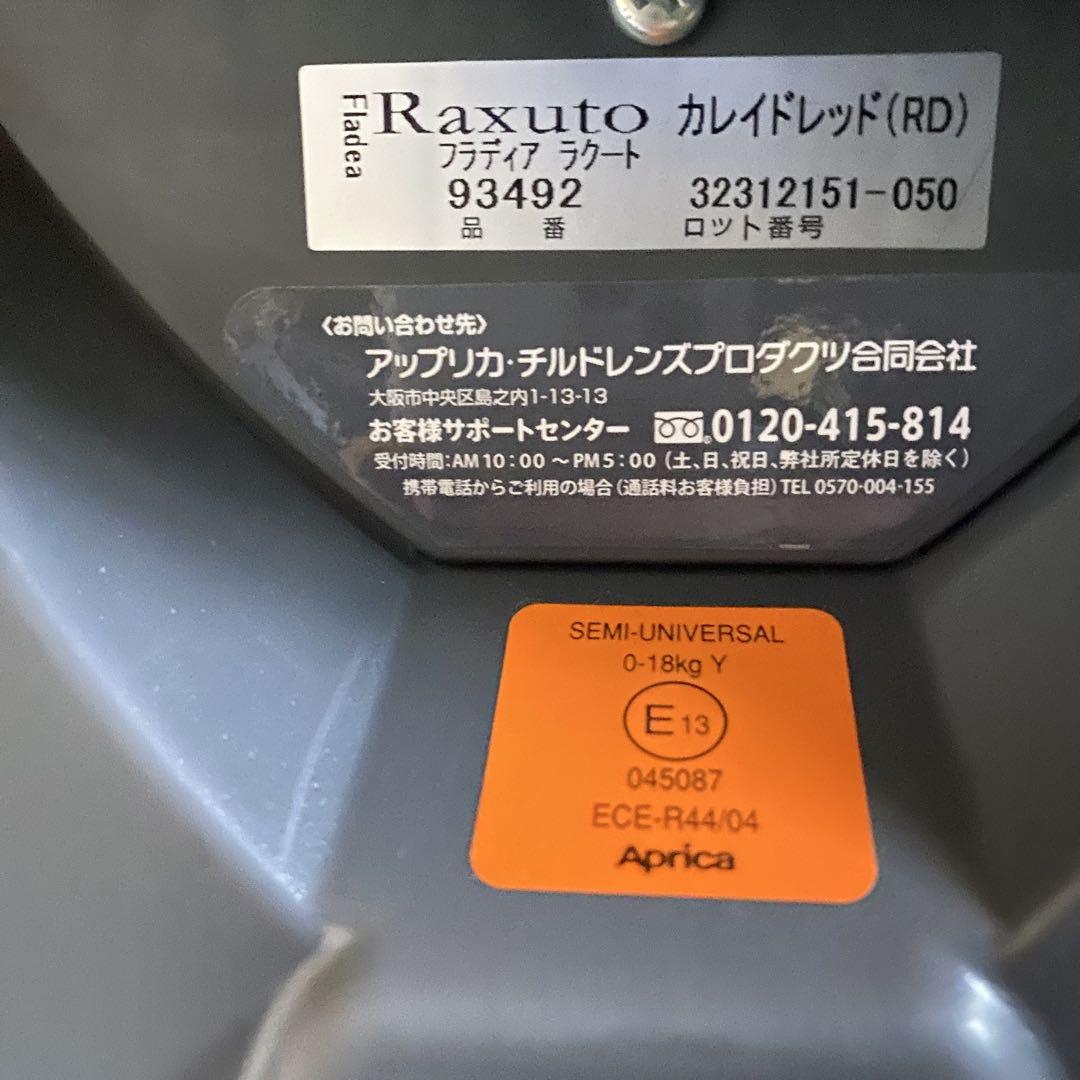 Fladea Raxuto カレイドレッド(RD)
フラディア ラクート
93492 32312151-050
品 番 ロット番号
〈お問い合わせ先〉
アップリカ・チルドレンズプロダクツ合同会社
大阪市中央区島之内1-13-13
お客様サポートセンター 0120-415-814
受付時間:AM10:00～PM5:00(土、日、祝日、弊社所定休日を除く)
携帯電話からご利用の場合(通話料お客様負担)TEL 0570-004-155
SEMI-UNIVERSAL
0-18kg Y
E 13
045087
ECE-R44/04
Aprica